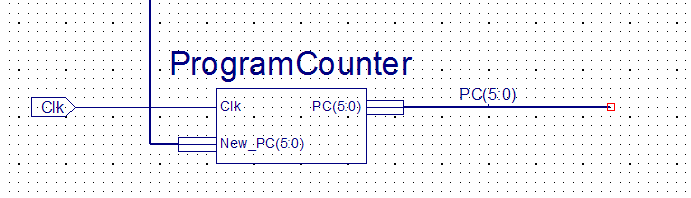 ProgramCounter
PC(5:0)
Clk
Clk
PC(5:0)
New_PC(5:0)